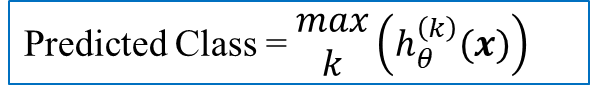 Predicted Class = max k (h_θ^(k)(x))